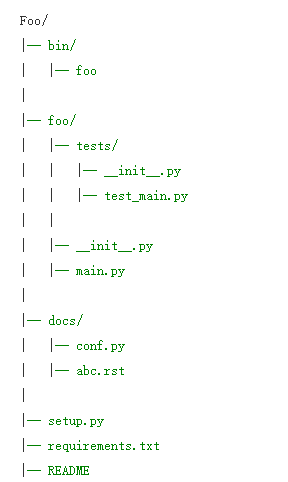 Foo/
|-- bin/
|   |-- foo
|
|-- foo/
|   |-- tests/
|   |   |-- __init__.py
|   |   |-- test_main.py
|   |
|   |-- __init__.py
|   |-- main.py
|
|-- docs/
|   |-- conf.py
|   |-- abc.rst
|
|-- setup.py
|-- requirements.txt
|-- README